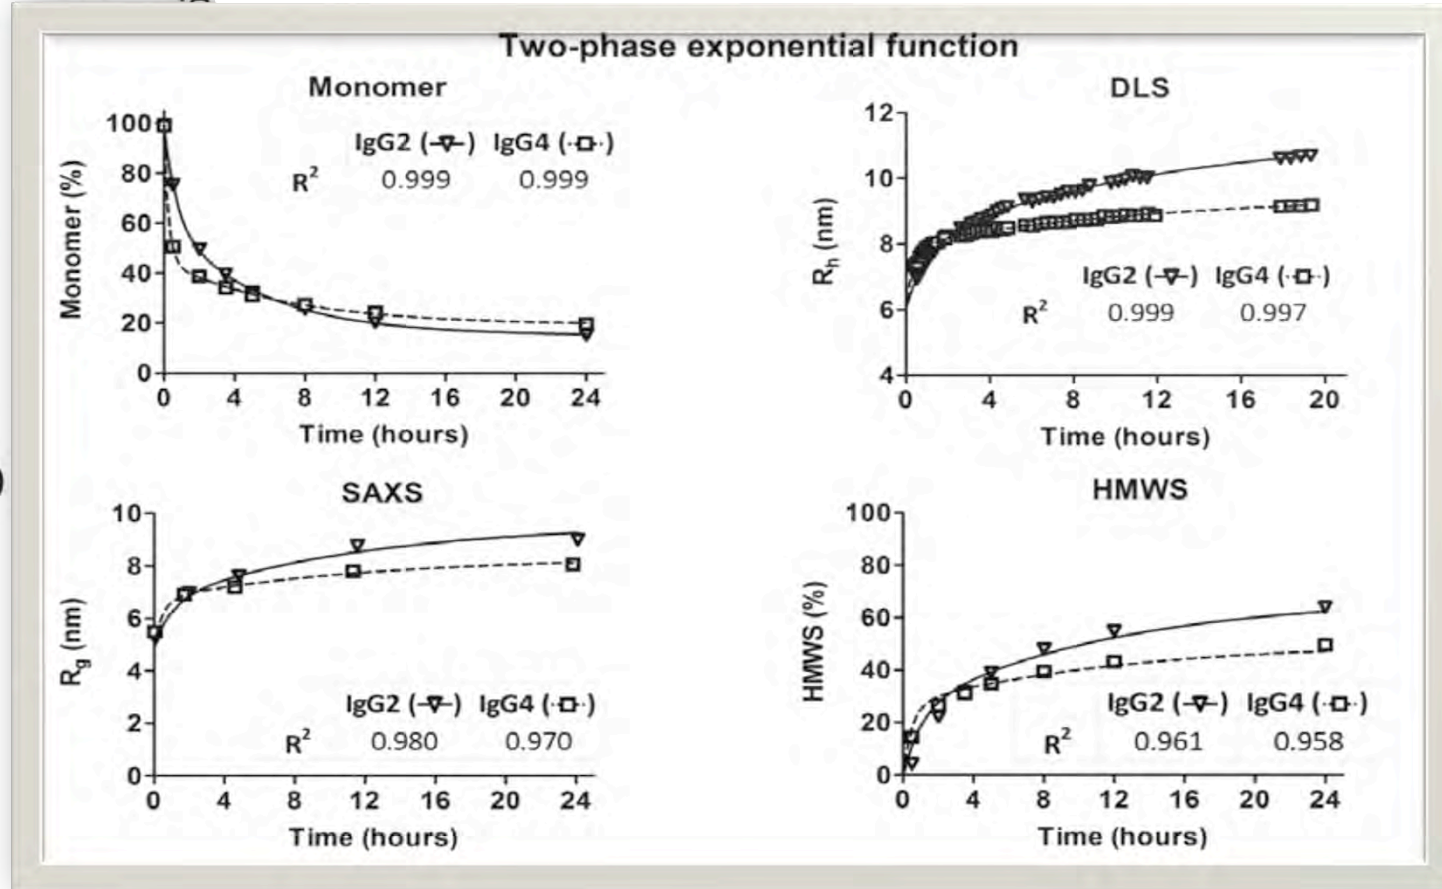 Two-phase exponential function
Monomer
Monomer (%)
100
80
60
40
20
0
IgG2 (-▽-) IgG4 (··□··)
R² 0.999 0.999
0 4 8 12 16 20 24
Time (hours)
DLS
Rₕ (nm)
12
10
8
6
4
IgG2 (-▽-) IgG4 (··□··)
R² 0.999 0.997
0 4 8 12 16 20
Time (hours)
SAXS
R_g (nm)
10
8
6
4
2
0
IgG2 (-▽-) IgG4 (··□··)
R² 0.980 0.970
0 4 8 12 16 20 24
Time (hours)
HMWS
HMWS (%)
100
80
60
40
20
0
IgG2 (-▽-) IgG4 (··□··)
R² 0.961 0.958
0 4 8 12 16 20 24
Time (hours)